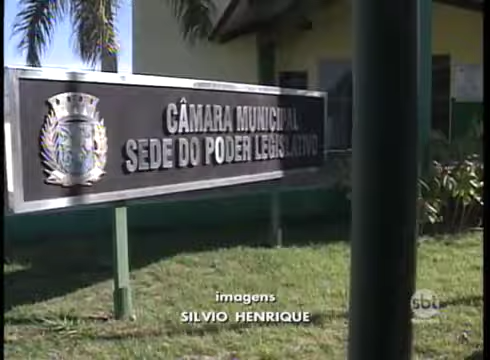 CÂMARA MUNICIPAL
SEDE DO PODER LEGISLATIVO
imagens
SILVIO HENRIQUE
sbt